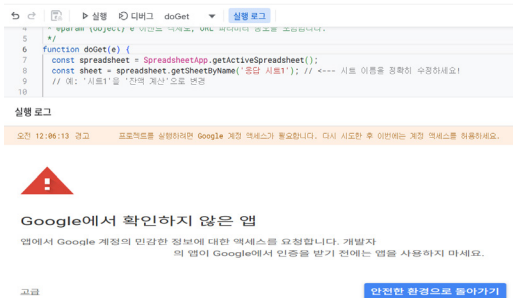 실행 디버그 doGet 실행 로그
4 * @param {Object} e 이벤트 객체로, URL 파라미터 정보를 포함합니다.
5 */
6 function doGet(e) {
7 const spreadsheet = SpreadsheetApp.getActiveSpreadsheet();
8 const sheet = spreadsheet.getSheetByName('응답 시트1'); // <--- 시트 이름을 정확히 수정하세요!
9 // 예: '시트1'을 '잔액 계산'으로 변경
10
실행 로그
오전 12:06:13 경고 프로젝트를 실행하려면 Google 계정 액세스가 필요합니다. 다시 시도한 후 이번에는 계정 액세스를 허용하세요.
Google에서 확인하지 않은 앱
앱에서 Google 계정의 민감한 정보에 대한 액세스를 요청합니다. 개발자
의 앱이 Google에서 인증을 받기 전에는 앱을 사용하지 마세요.
고급 안전한 환경으로 돌아가기